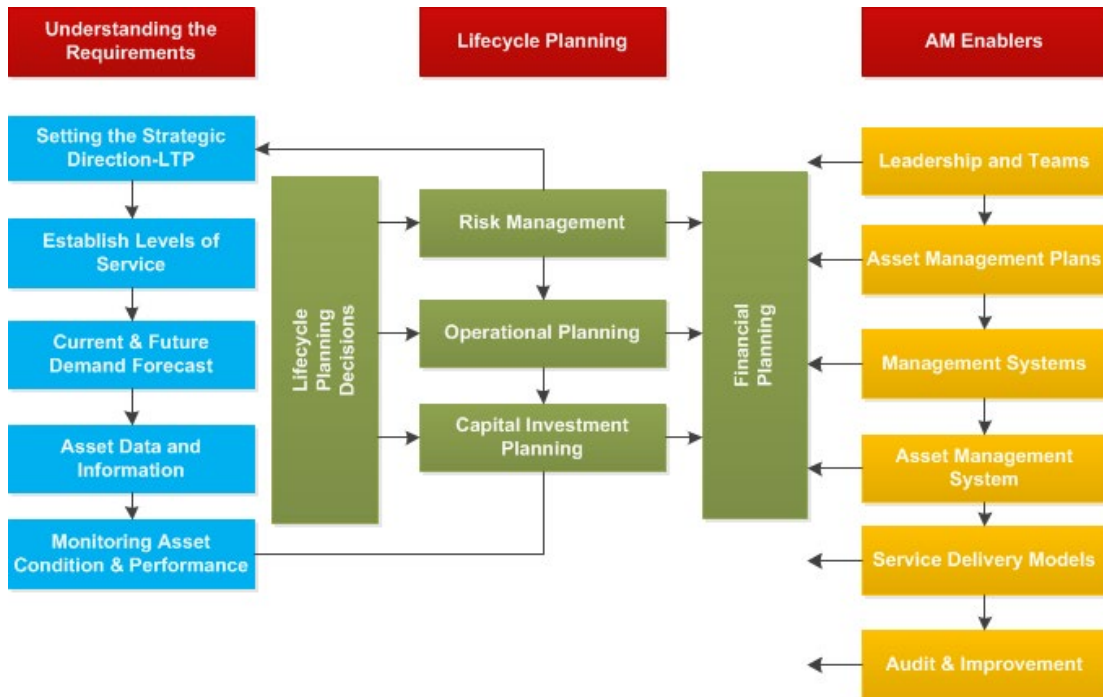 Understanding the
Requirements
Lifecycle Planning
AM Enablers
Setting the Strategic
Direction-LTP
Establish Levels of
Service
Current & Future
Demand Forecast
Asset Data and
Information
Monitoring Asset
Condition & Performance
Lifecycle
Planning
Decisions
Risk Management
Operational Planning
Capital Investment
Planning
Financial
Planning
Leadership and Teams
Asset Management Plans
Management Systems
Asset Management
System
Service Delivery Models
Audit & Improvement